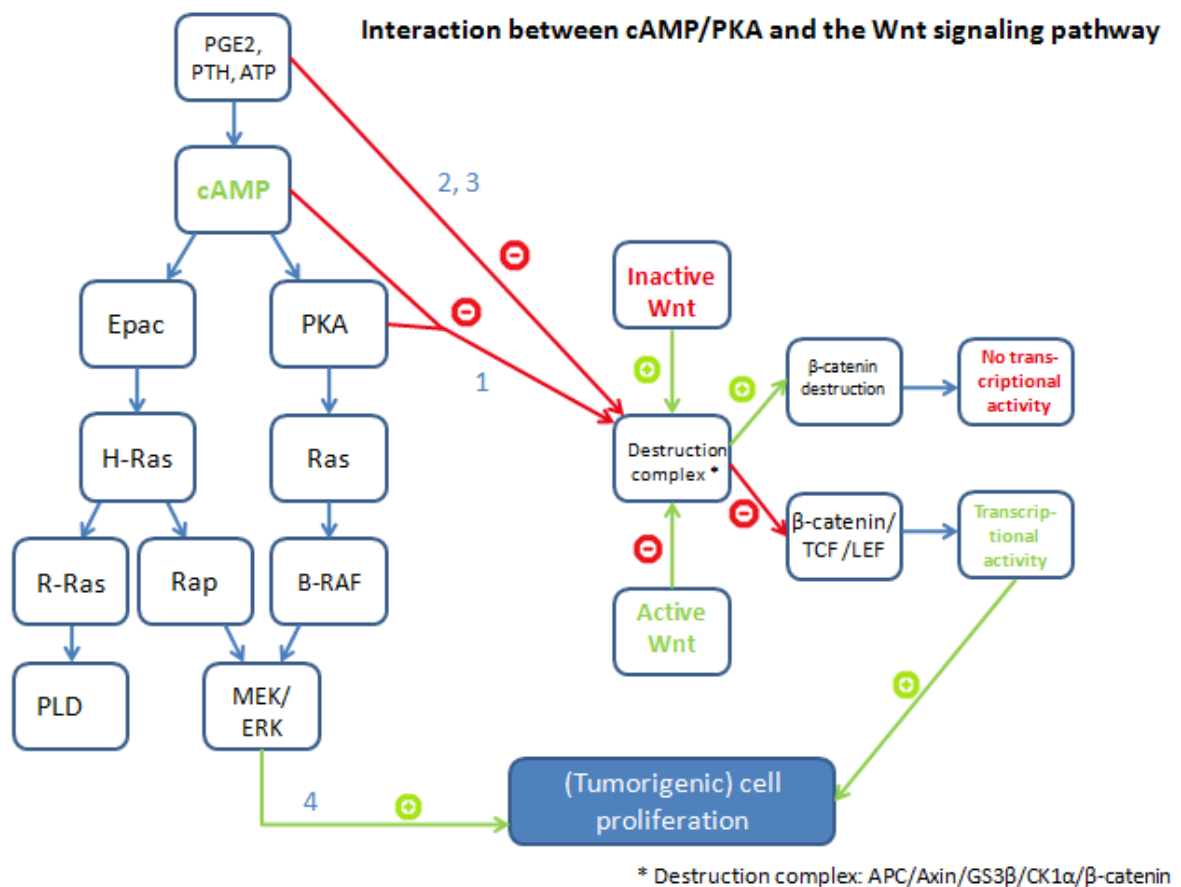 Interaction between cAMP/PKA and the Wnt signaling pathway
PGE2,
PTH, ATP
cAMP
2, 3
Inactive
Wnt
Epac
PKA
1
β-catenin
destruction
No trans-
criptional
activity
H-Ras
Ras
Destruction
complex *
β-catenin/
TCF/LEF
Transcrip-
tional
activity
R-Ras
Rap
B-RAF
Active
Wnt
PLD
MEK/
ERK
4
(Tumorigenic) cell
proliferation
* Destruction complex: APC/Axin/GS3β/CK1α/β-catenin